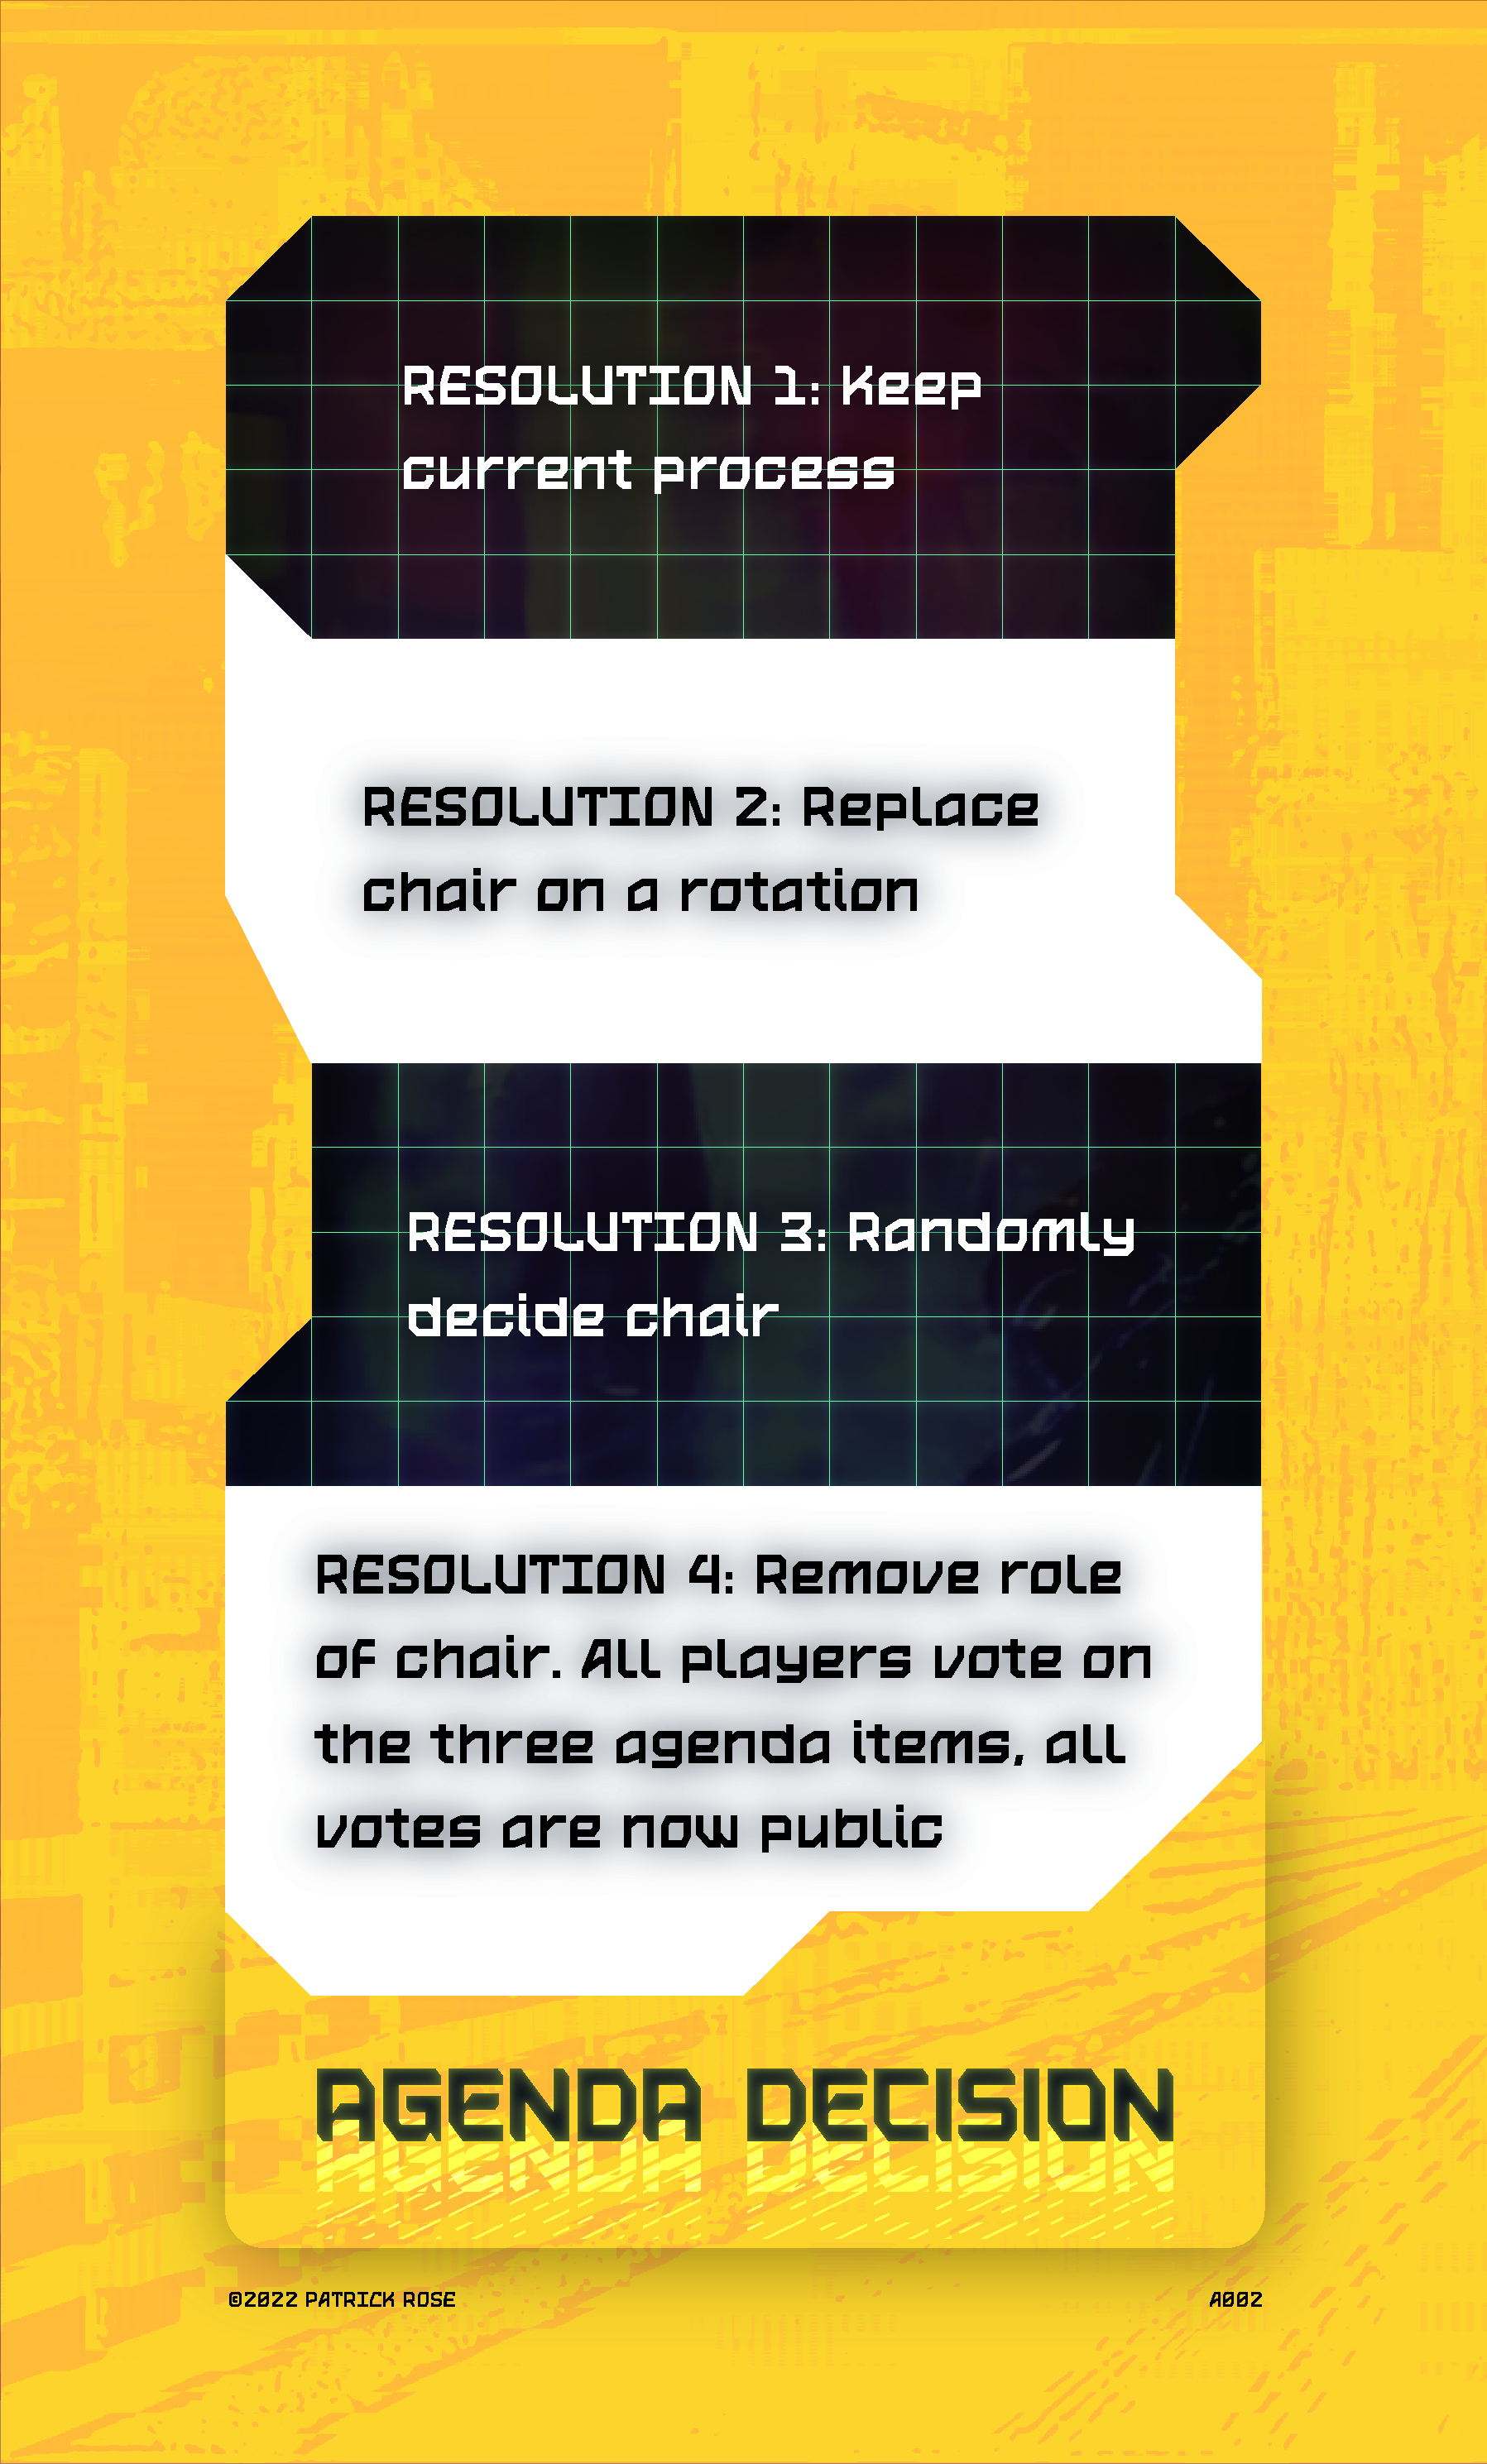 RESOLUTION 1: Keep
current process
RESOLUTION 2: Replace
chair on a rotation
RESOLUTION 3: Randomly
decide chair
RESOLUTION 4: Remove role
of chair. All players vote on
the three agenda items, all
votes are now public
AGENDA DECISION
©2022 PATRICK ROSE
A002